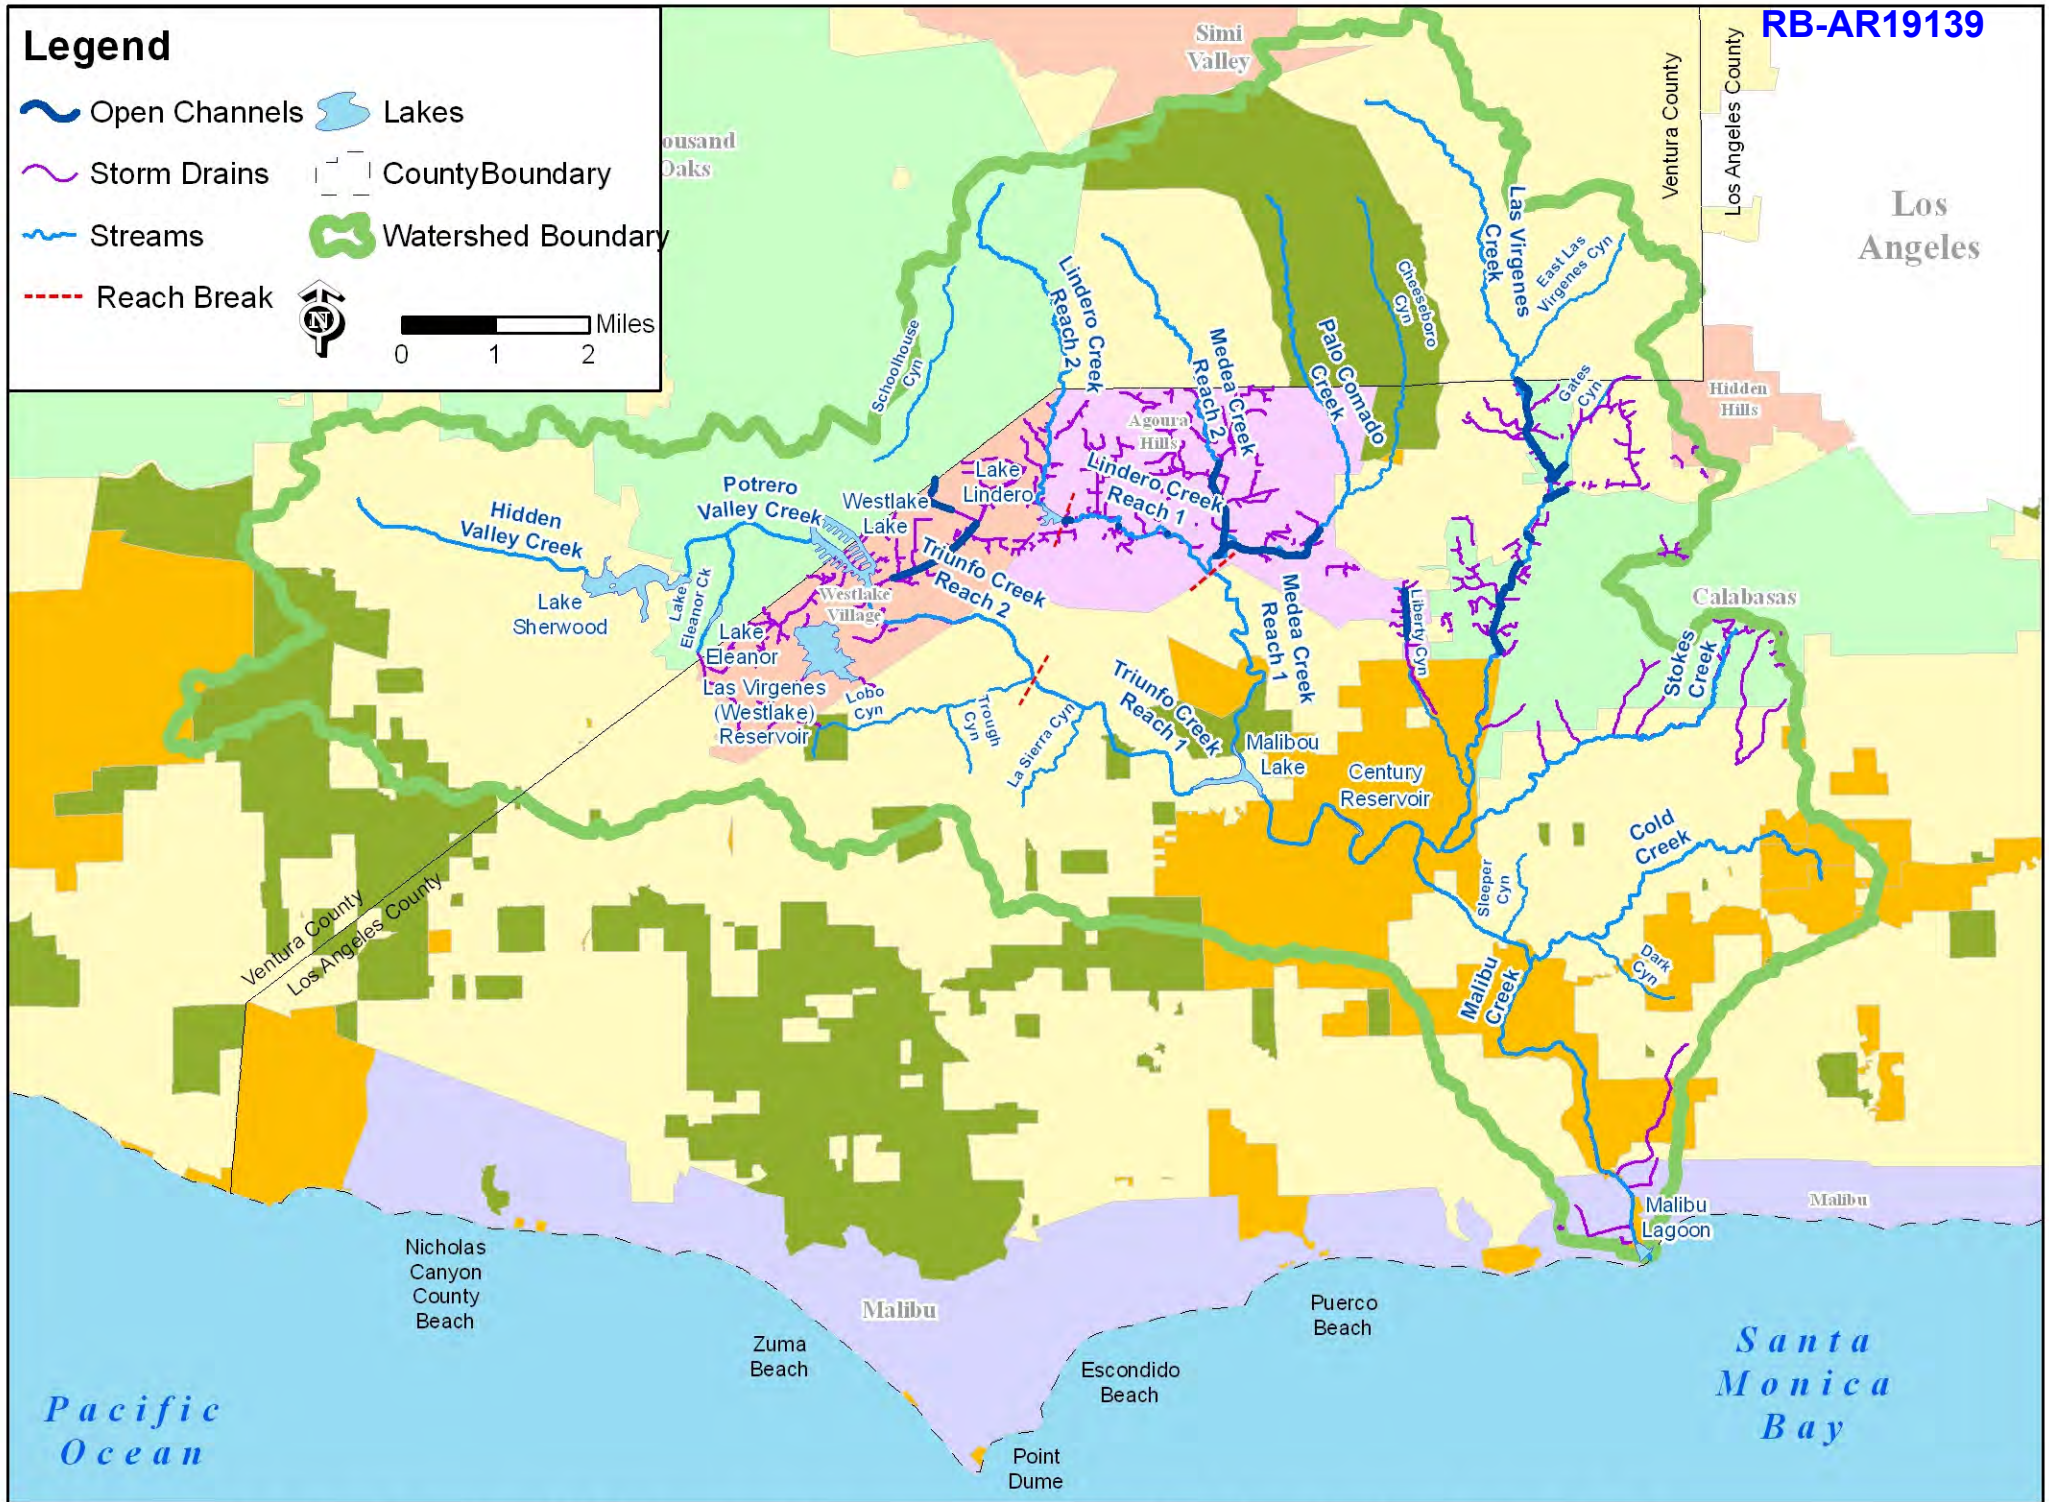 RB-AR19139
Legend
Open Channels
Lakes
Storm Drains
CountyBoundary
Streams
Watershed Boundary
Reach Break
N
Miles
0 1 2
Simi
Valley
ousand
Oaks
Ventura County
Los Angeles County
Los
Angeles
Las Virgenes
Creek
East Las
Virgenes Cyn
Cheeseboro
Cyn
Lindero Creek
Reach 2
Schoolhouse
Cyn
Medea Creek
Reach 2
Palo Comado
Creek
Gates
Cyn
Hidden
Hills
Agoura
Hills
Lake
Lindero
Lindero Creek
Reach 1
Potrero
Valley Creek
Westlake
Lake
Hidden
Valley Creek
Triunfo Creek
Reach 2
Lake
Sherwood
Lake
Eleanor Ck
Westlake
Village
Lake
Eleanor
Medea Creek
Reach 1
Liberty Cyn
Calabasas
Stokes
Creek
Las Virgenes
(Westlake)
Reservoir
Lobo
Cyn
Trough
Cyn
La Sierra Cyn
Triunfo Creek
Reach 1
Malibou
Lake
Century
Reservoir
Cold
Creek
Sleeper
Cyn
Dark
Cyn
Malibu
Creek
Ventura County
Los Angeles County
Malibu
Lagoon
Malibu
Nicholas
Canyon
County
Beach
Malibu
Zuma
Beach
Escondido
Beach
Puerco
Beach
Point
Dume
Pacific
Ocean
Santa
Monica
Bay